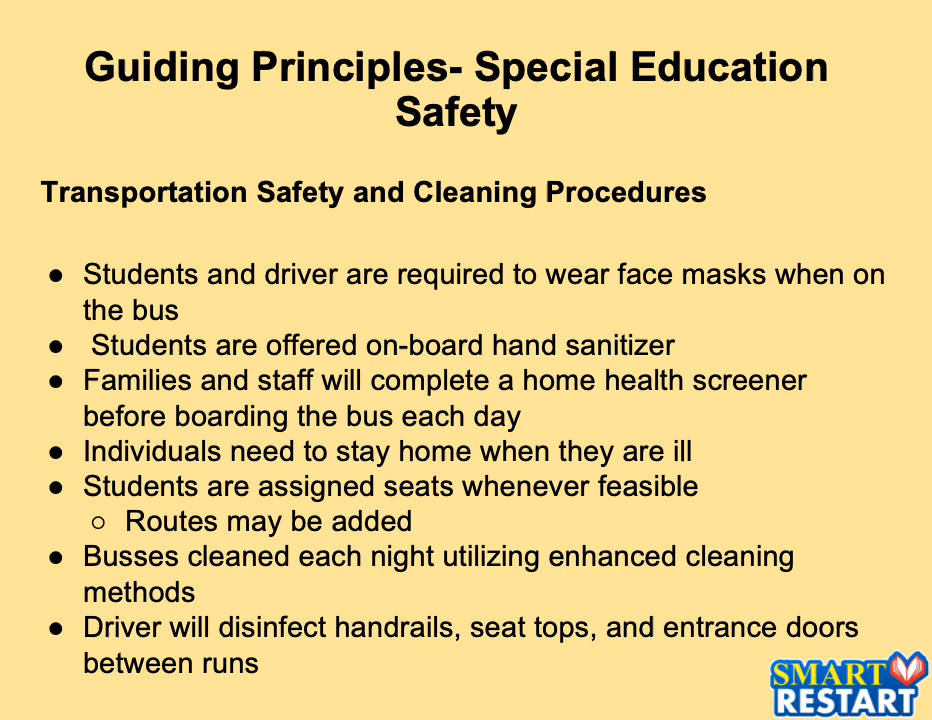 Guiding Principles- Special Education
Safety
Transportation Safety and Cleaning Procedures
● Students and driver are required to wear face masks when on
the bus
● Students are offered on-board hand sanitizer
● Families and staff will complete a home health screener
before boarding the bus each day
● Individuals need to stay home when they are ill
● Students are assigned seats whenever feasible
○ Routes may be added
● Busses cleaned each night utilizing enhanced cleaning
methods
● Driver will disinfect handrails, seat tops, and entrance doors
between runs
SMART
RESTART